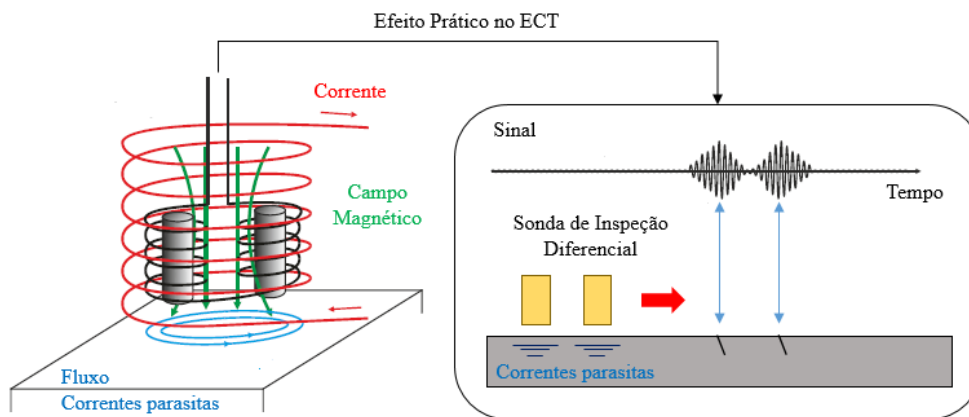 Efeito Prático no ECT
Corrente
Campo
Magnético
Fluxo
Correntes parasitas
Sinal
Tempo
Sonda de Inspeção
Diferencial
Correntes parasitas